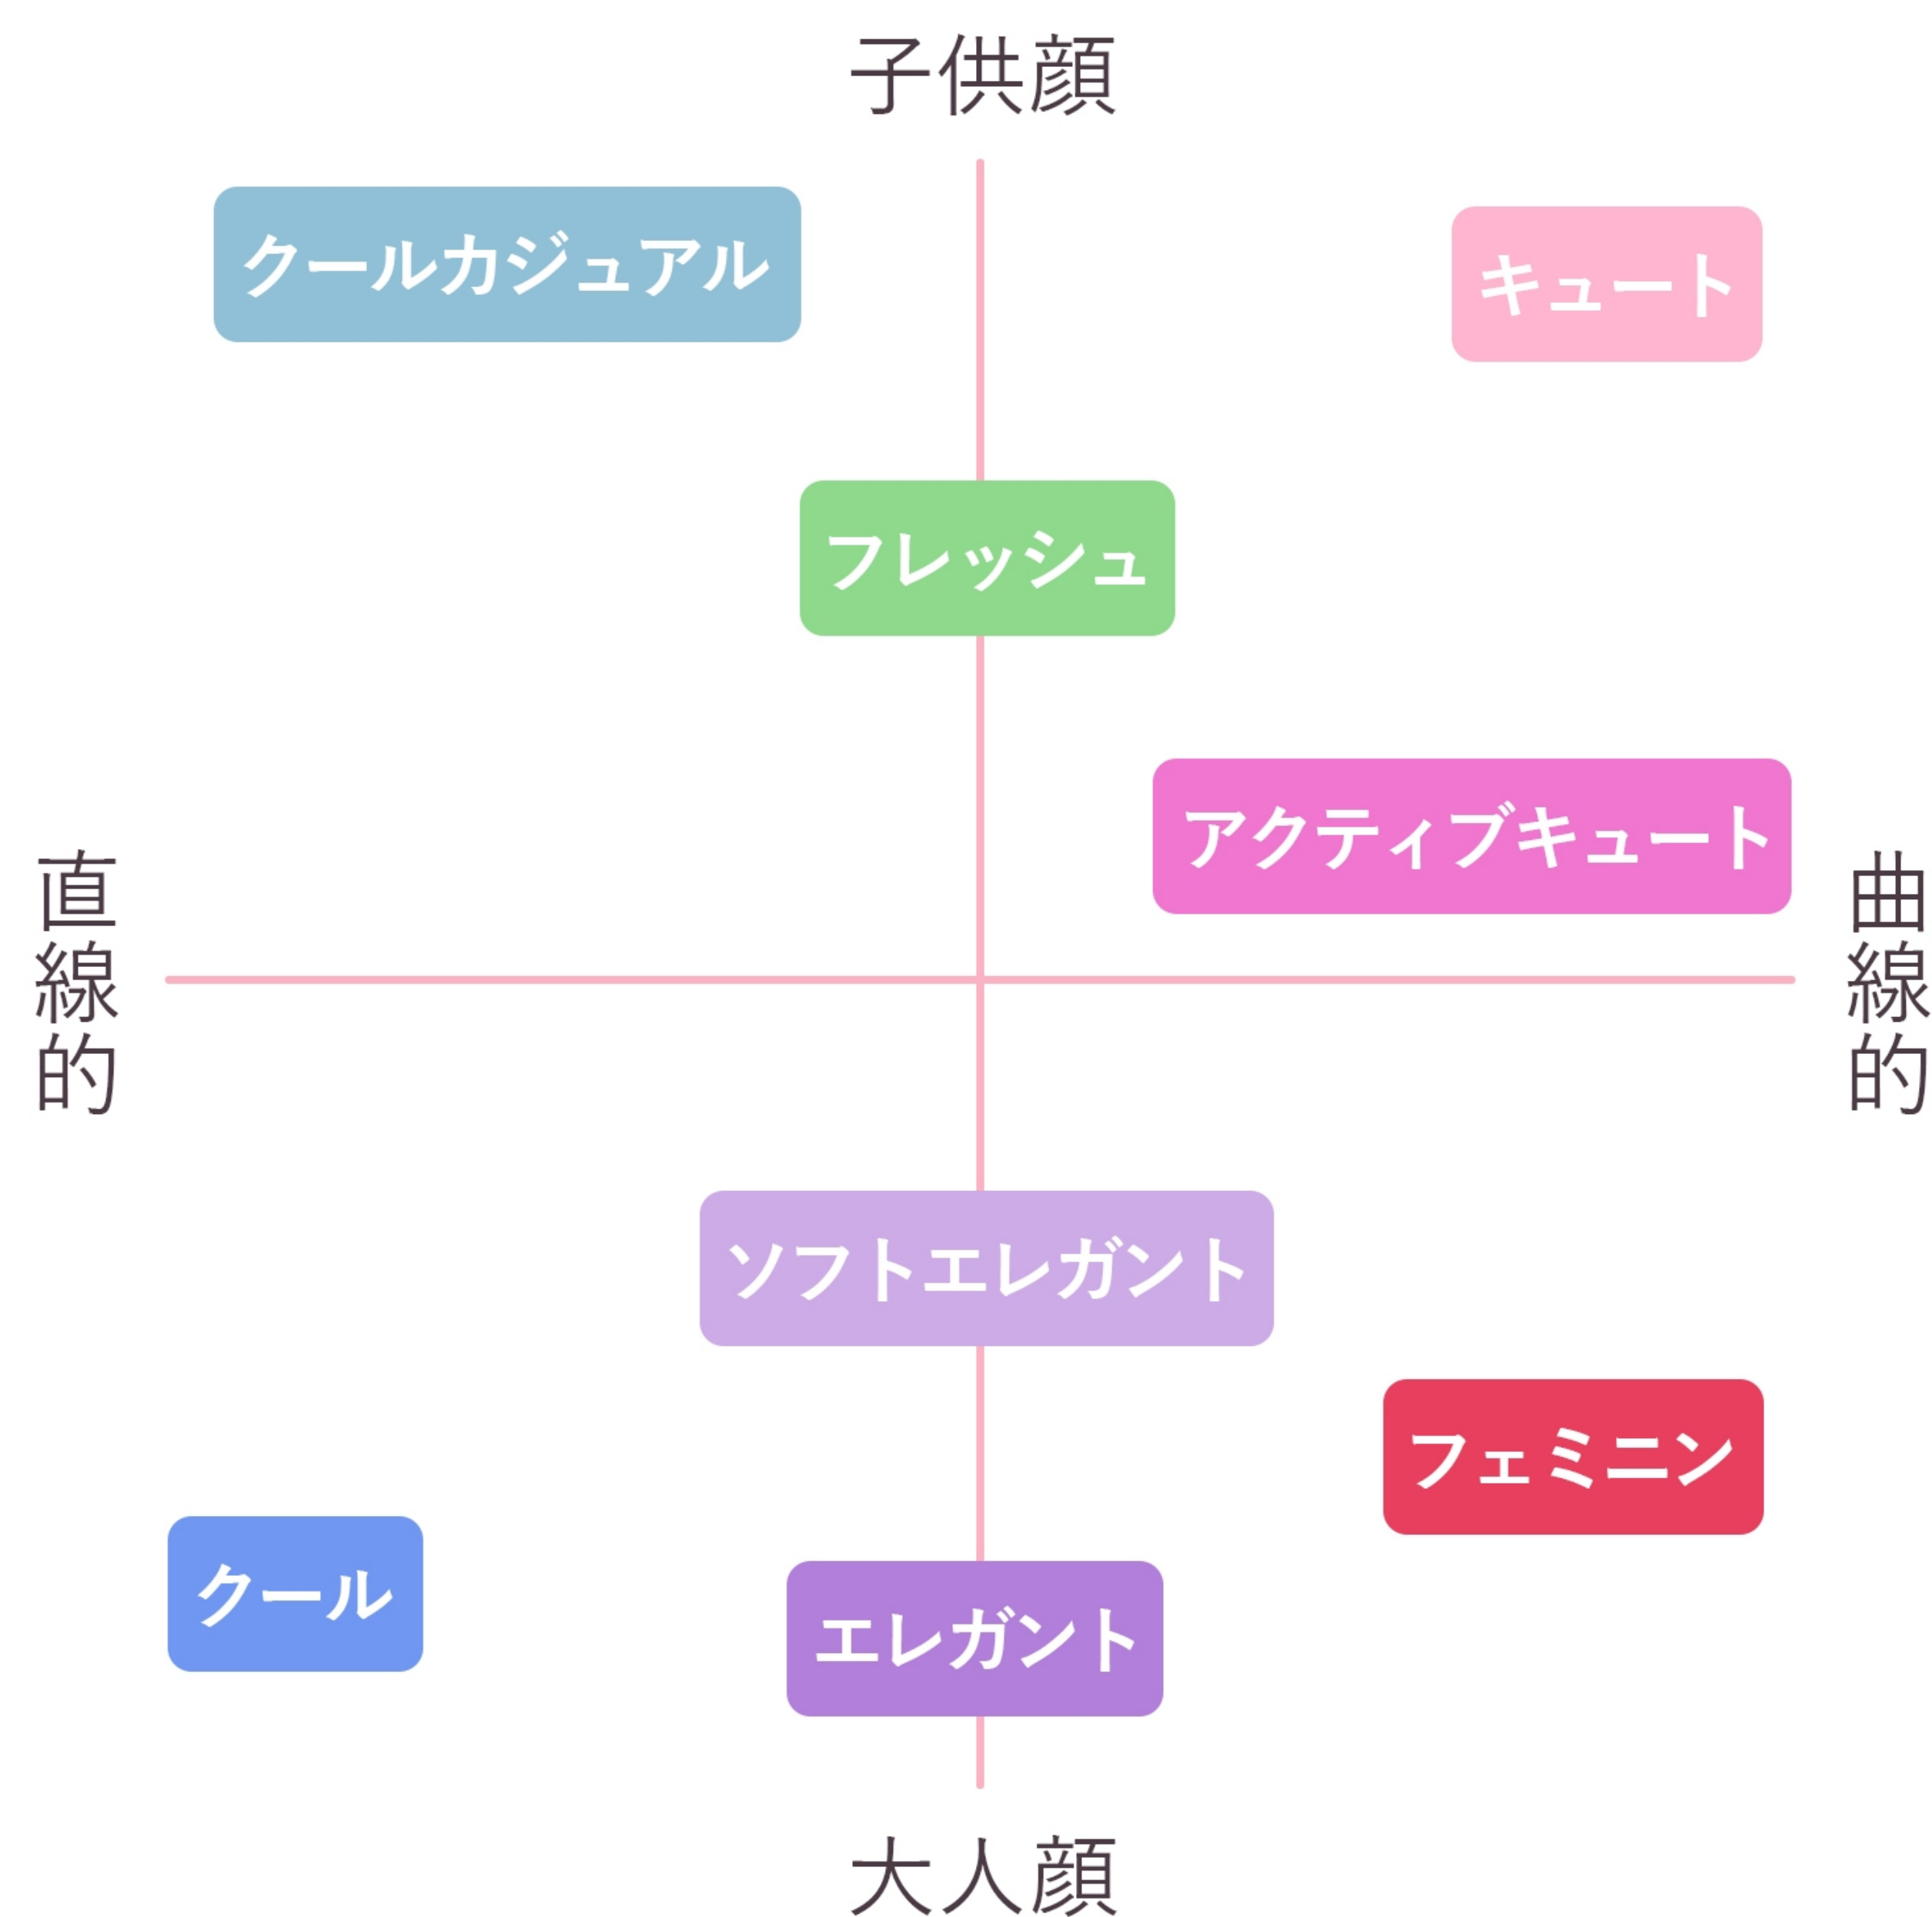 子供顔
クールカジュアル
キュート
フレッシュ
アクティブキュート
直線的
曲線的
ソフトエレガント
フェミニン
クール
エレガント
大人顔